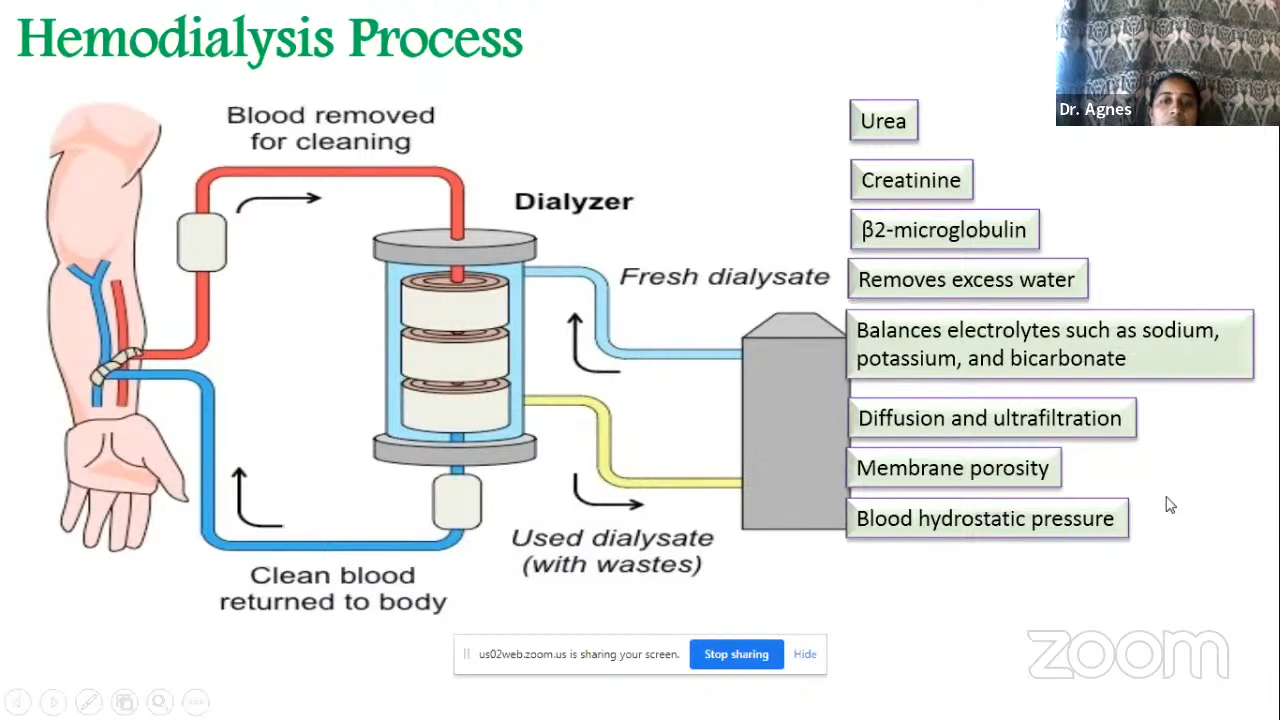 Hemodialysis Process
Dr. Agnes
Blood removed
for cleaning
Dialyzer
Fresh dialysate
Used dialysate
(with wastes)
Clean blood
returned to body
Urea
Creatinine
β2-microglobulin
Removes excess water
Balances electrolytes such as sodium,
potassium, and bicarbonate
Diffusion and ultrafiltration
Membrane porosity
Blood hydrostatic pressure
us02web.zoom.us is sharing your screen.
Stop sharing
Hide
zoom